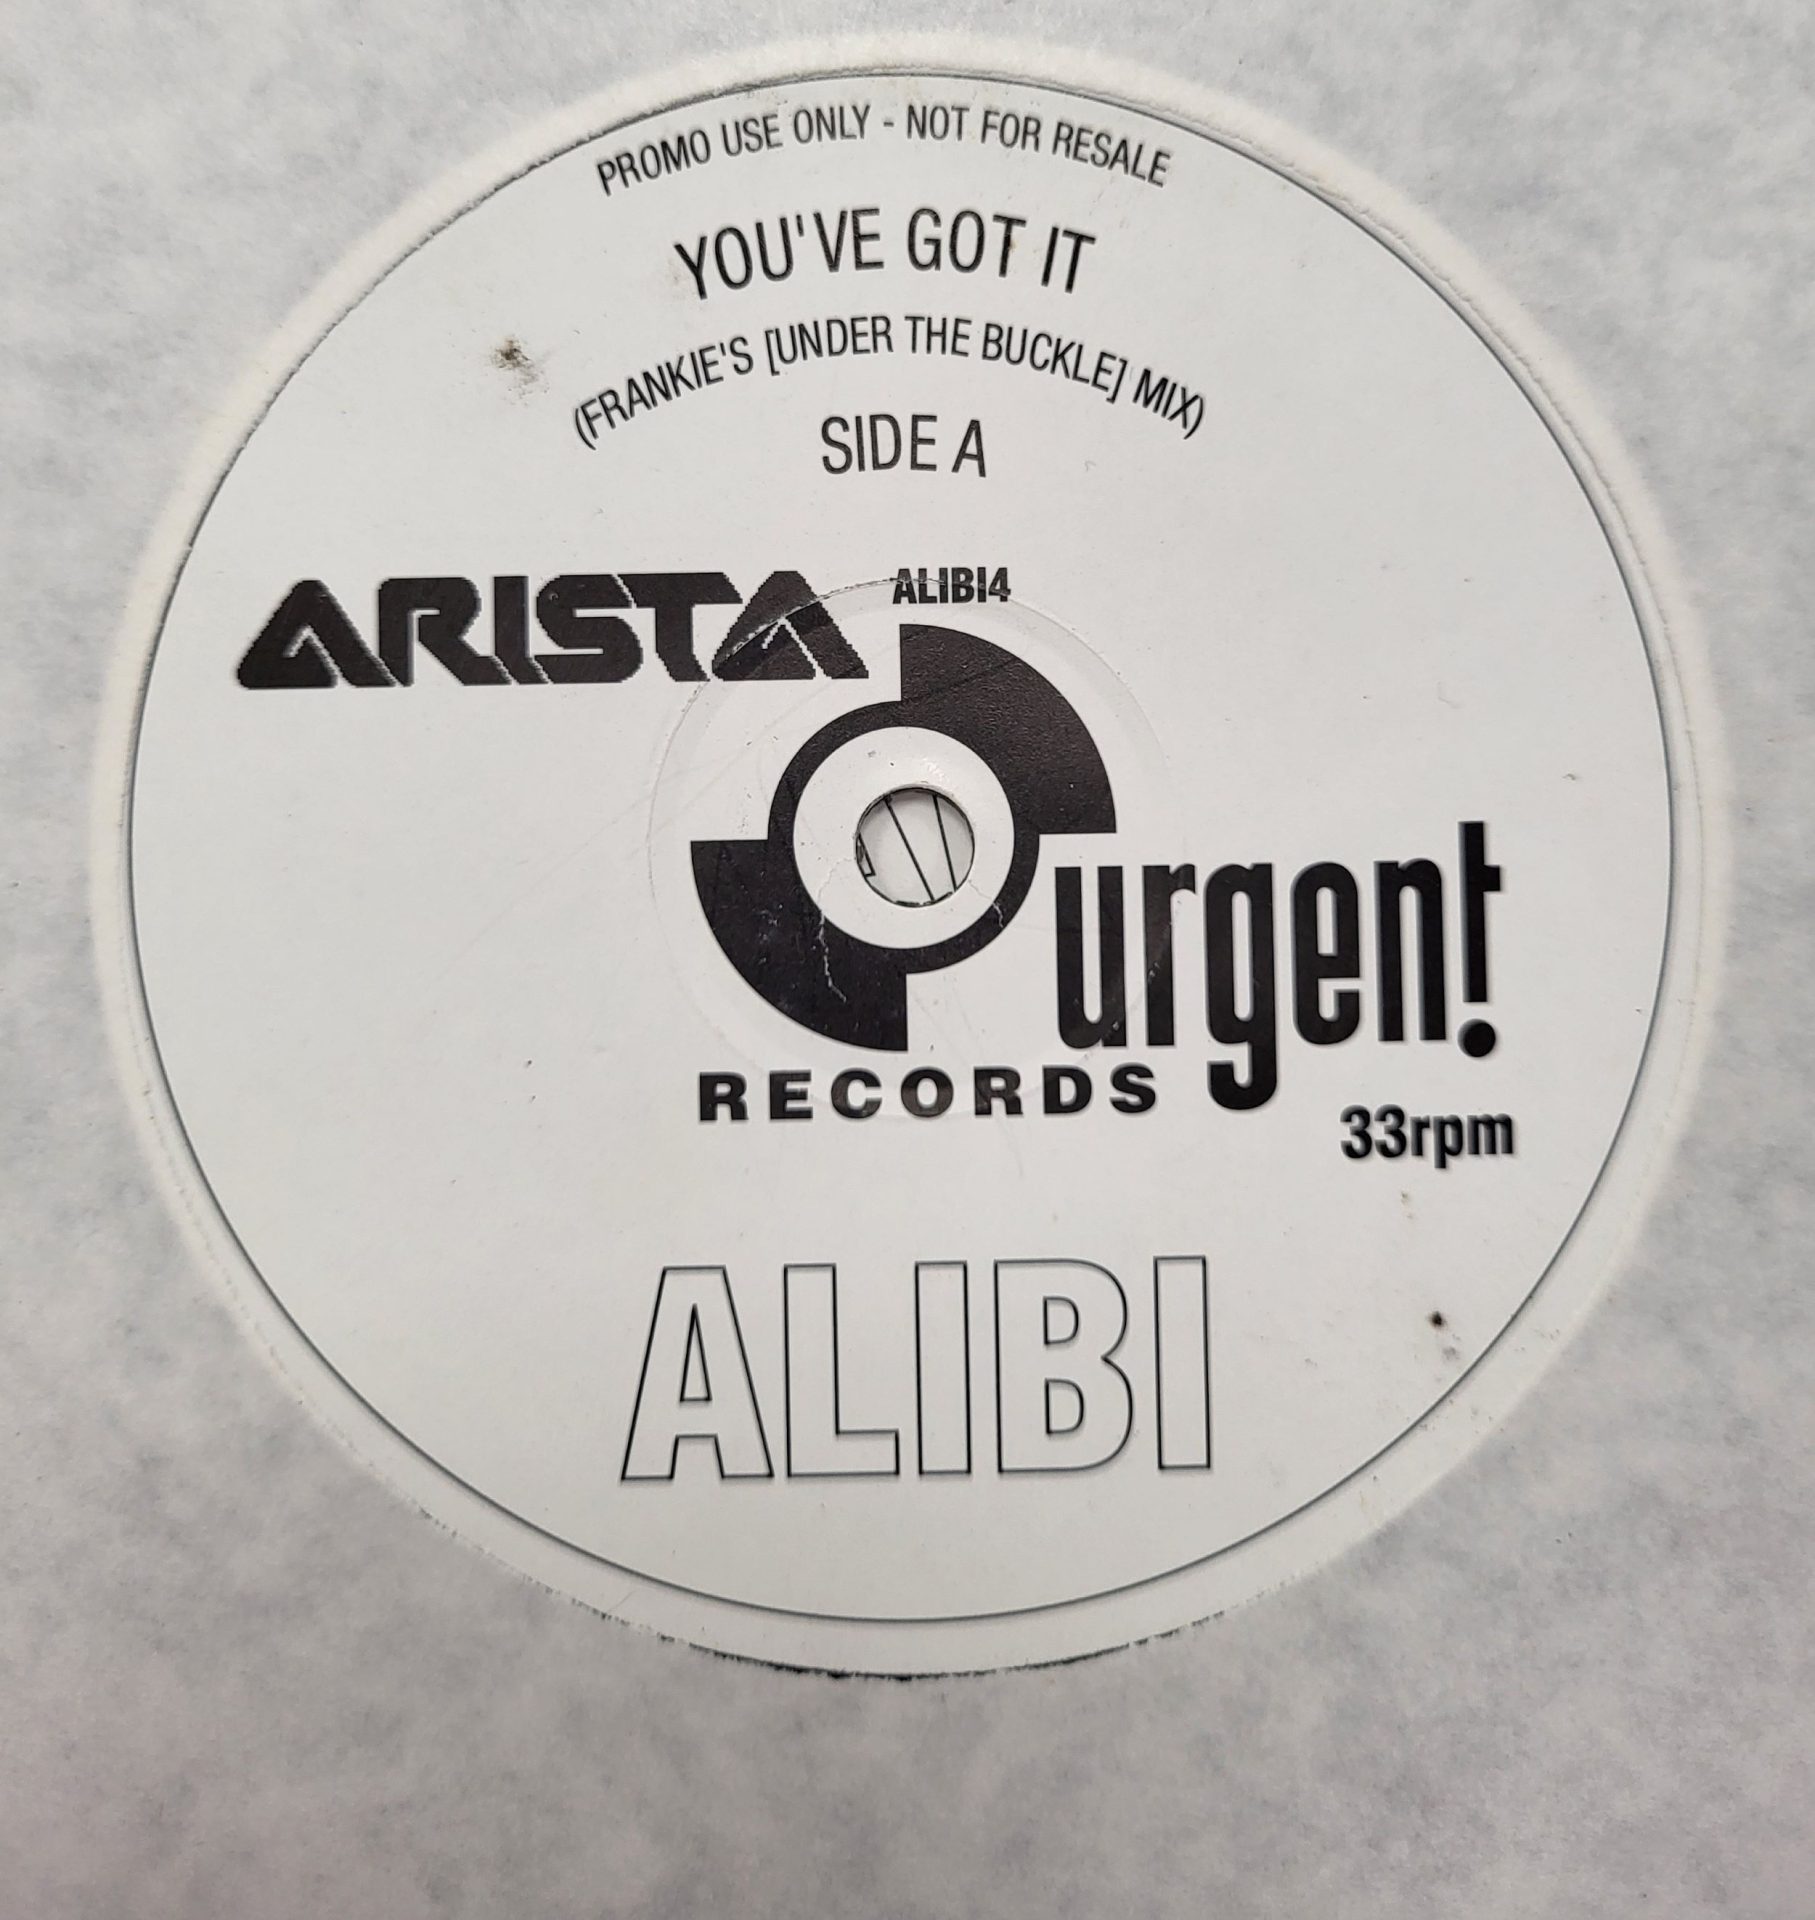 PROMO USE ONLY - NOT FOR RESALE
YOU'VE GOT IT
(FRANKIE'S [UNDER THE BUCKLE] MIX)
SIDE A
ARISTA
ALIBI4
urgent!
RECORDS
33rpm
ALIBI